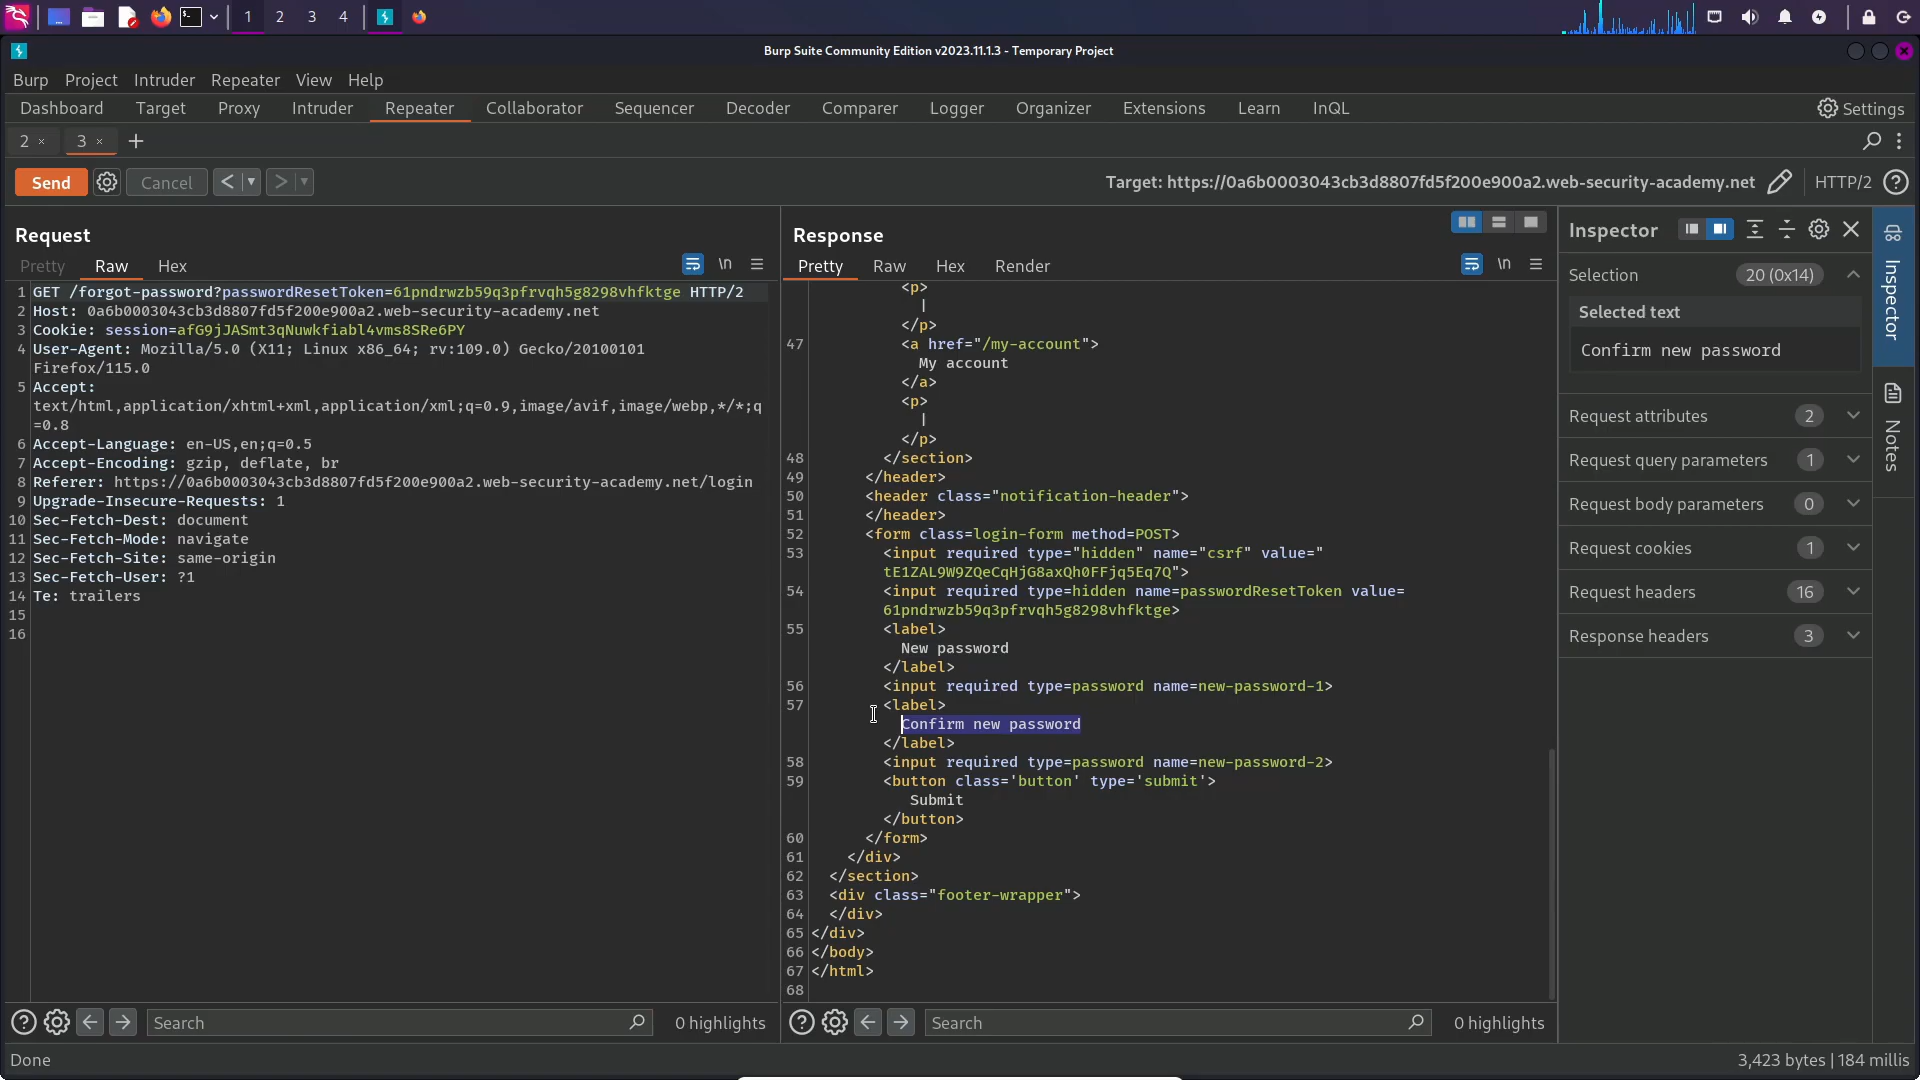 1
2
3
4
Burp Suite Community Edition v2023.11.1.3 - Temporary Project
Burp Project Intruder Repeater View Help
Dashboard Target Proxy Intruder Repeater Collaborator Sequencer Decoder Comparer Logger Organizer Extensions Learn InQL
Settings
2 ×
3 ×
+
Send
Cancel
Target: https://0a6b0003043cb3d8807fd5f200e900a2.web-security-academy.net
HTTP/2
Request
Pretty Raw Hex
\n
1 GET /forgot-password?passwordResetToken=61pndrwzb59q3pfrvqh5g8298vhfktge HTTP/2
2 Host: 0a6b0003043cb3d8807fd5f200e900a2.web-security-academy.net
3 Cookie: session=afG9jJASmt3qNuwkfiabl4vms8SRe6PY
4 User-Agent: Mozilla/5.0 (X11; Linux x86_64; rv:109.0) Gecko/20100101
Firefox/115.0
5 Accept:
text/html,application/xhtml+xml,application/xml;q=0.9,image/avif,image/webp,*/*;q
=0.8
6 Accept-Language: en-US,en;q=0.5
7 Accept-Encoding: gzip, deflate, br
8 Referer: https://0a6b0003043cb3d8807fd5f200e900a2.web-security-academy.net/login
9 Upgrade-Insecure-Requests: 1
10 Sec-Fetch-Dest: document
11 Sec-Fetch-Mode: navigate
12 Sec-Fetch-Site: same-origin
13 Sec-Fetch-User: ?1
14 Te: trailers
15
16
Search
0 highlights
Response
Pretty Raw Hex Render
\n
<p>
|
</p>
47 <a href="/my-account">
My account
</a>
<p>
|
</p>
48 </section>
49 </header>
50 <header class="notification-header">
51 </header>
52 <form class=login-form method=POST>
53 <input required type="hidden" name="csrf" value="
tE1ZAL9W9ZQeCqHjG8axQh0FFjq5Eq7Q">
54 <input required type=hidden name=passwordResetToken value=
61pndrwzb59q3pfrvqh5g8298vhfktge>
55 <label>
New password
</label>
56 <input required type=password name=new-password-1>
57 <label>
Confirm new password
</label>
58 <input required type=password name=new-password-2>
59 <button class='button' type='submit'>
Submit
</button>
60 </form>
61 </div>
62 </section>
63 <div class="footer-wrapper">
64 </div>
65 </div>
66 </body>
67 </html>
68
Search
0 highlights
Inspector
Selection 20 (0x14)
Selected text
Confirm new password
Request attributes 2
Request query parameters 1
Request body parameters 0
Request cookies 1
Request headers 16
Response headers 3
Inspector
Notes
Done
3,423 bytes | 184 millis